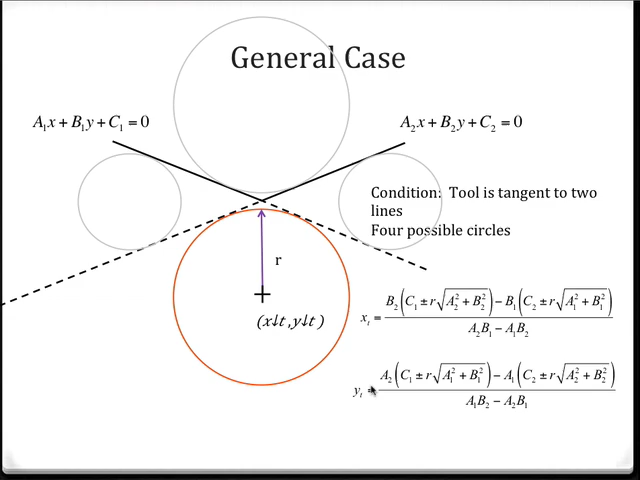 General Case
A₁x + B₁y + C₁ = 0
A₂x + B₂y + C₂ = 0
Condition: Tool is tangent to two
lines
Four possible circles
r
(x↓t ,y↓t )
xₜ = B₂(C₁ ± r√(A₂² + B₂²)) − B₁(C₂ ± r√(A₁² + B₁²)) / A₂B₁ − A₁B₂
yₜ = A₂(C₁ ± r√(A₁² + B₁²)) − A₁(C₂ ± r√(A₂² + B₂²)) / A₁B₂ − A₂B₁